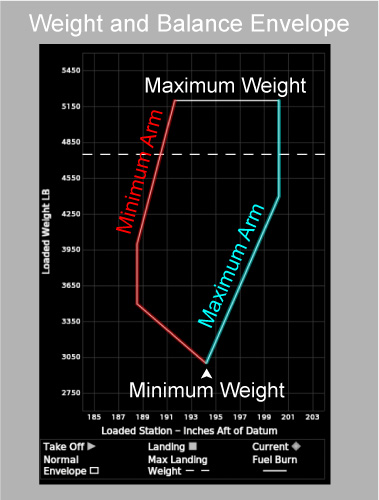 Weight and Balance Envelope
5450
Maximum Weight
5150
Minimum Arm
4850
4550
Loaded Weight LB
4250
Maximum Arm
3950
3650
3350
3050
Minimum Weight
2750
185 187 189 191 193 195 197 199 201 203
Loaded Station – Inches Aft of Datum
Take Off Landing Current
Normal Max Landing Fuel Burn
Envelope Weight